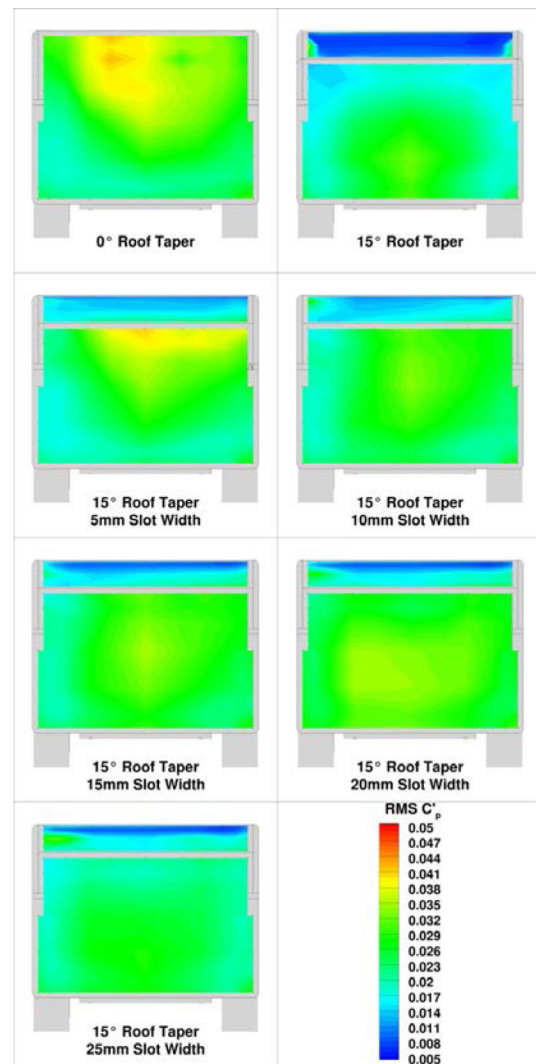 0° Roof Taper
15° Roof Taper
15° Roof Taper
5mm Slot Width
15° Roof Taper
10mm Slot Width
15° Roof Taper
15mm Slot Width
15° Roof Taper
20mm Slot Width
15° Roof Taper
25mm Slot Width
RMS C'p
0.05
0.047
0.044
0.041
0.038
0.035
0.032
0.029
0.026
0.023
0.02
0.017
0.014
0.011
0.008
0.005